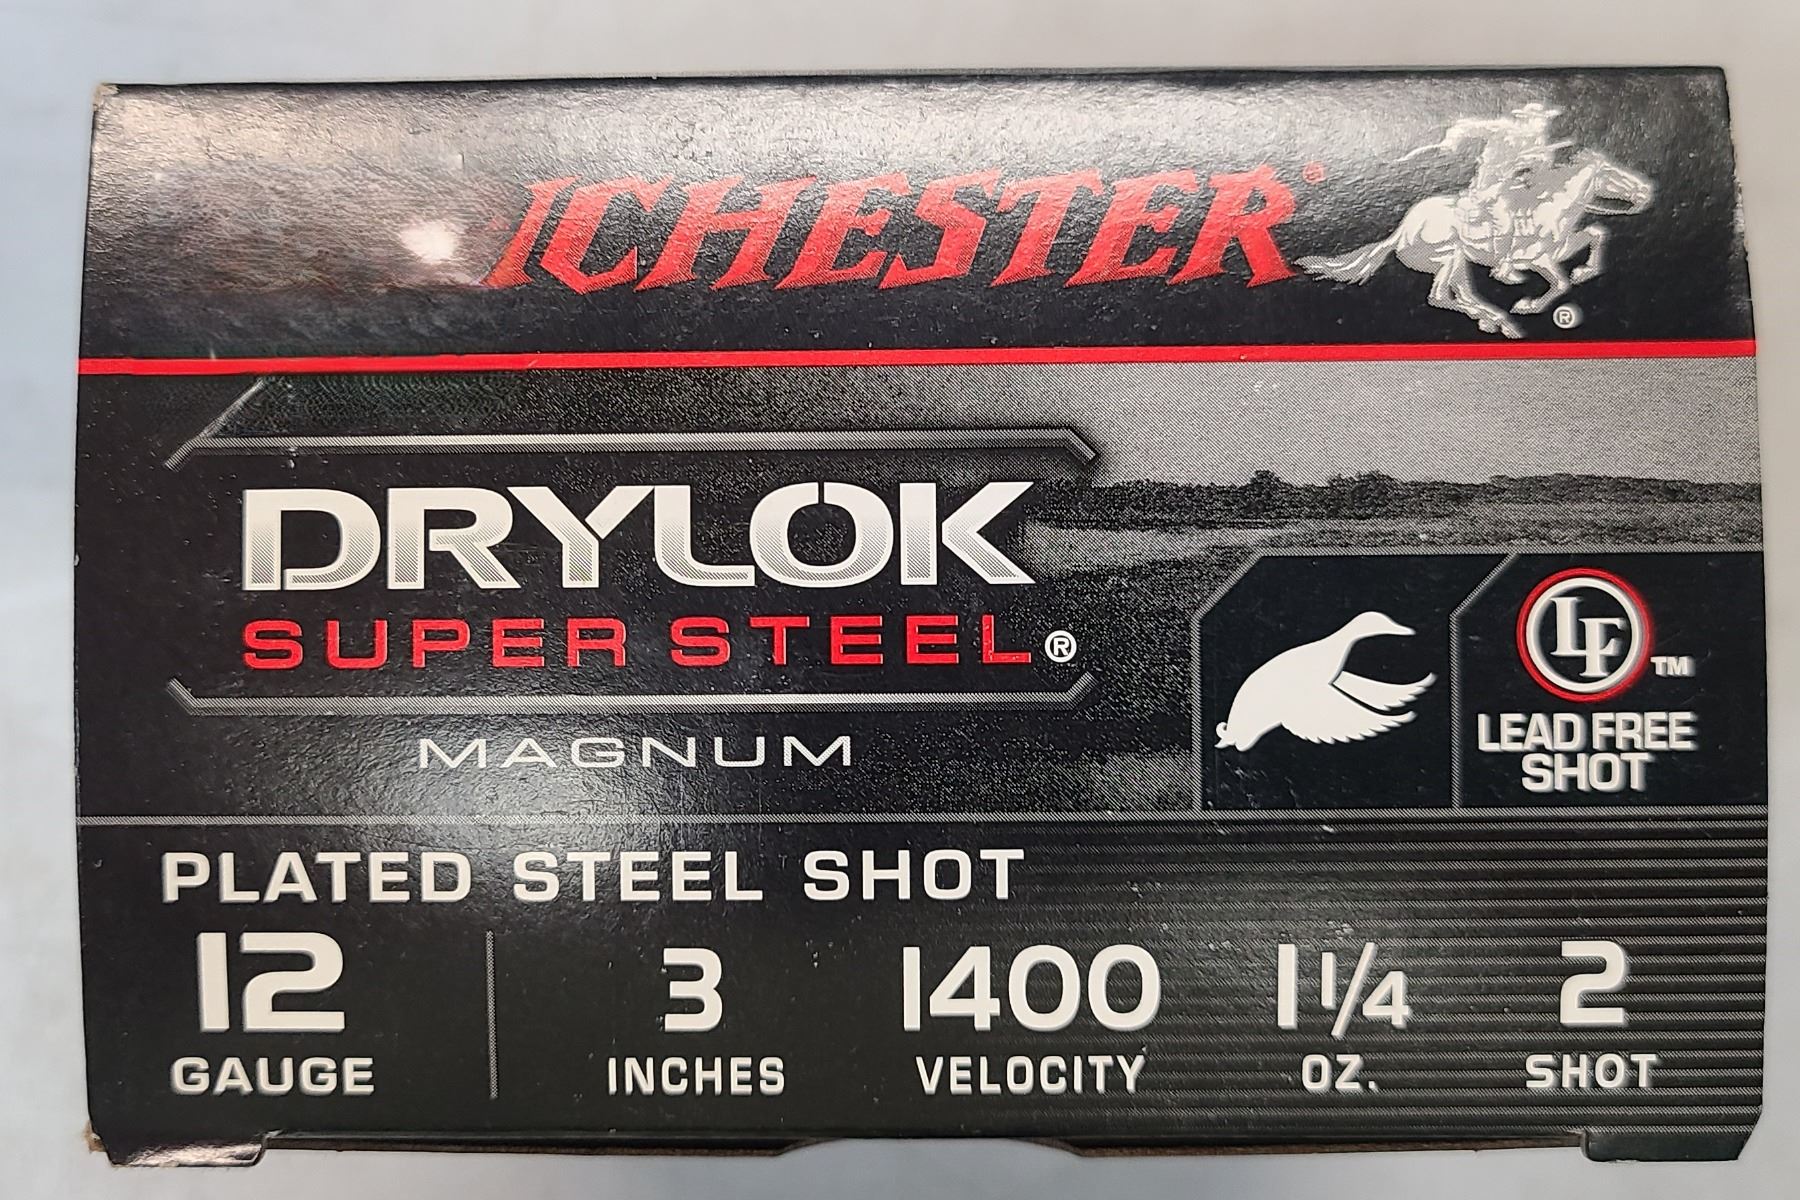 ICHESTER®
®
DRYLOK
SUPER STEEL®
MAGNUM
LF™
LEAD FREE
SHOT
PLATED STEEL SHOT
12 3 1400 1 1/4 2
GAUGE INCHES VELOCITY OZ. SHOT